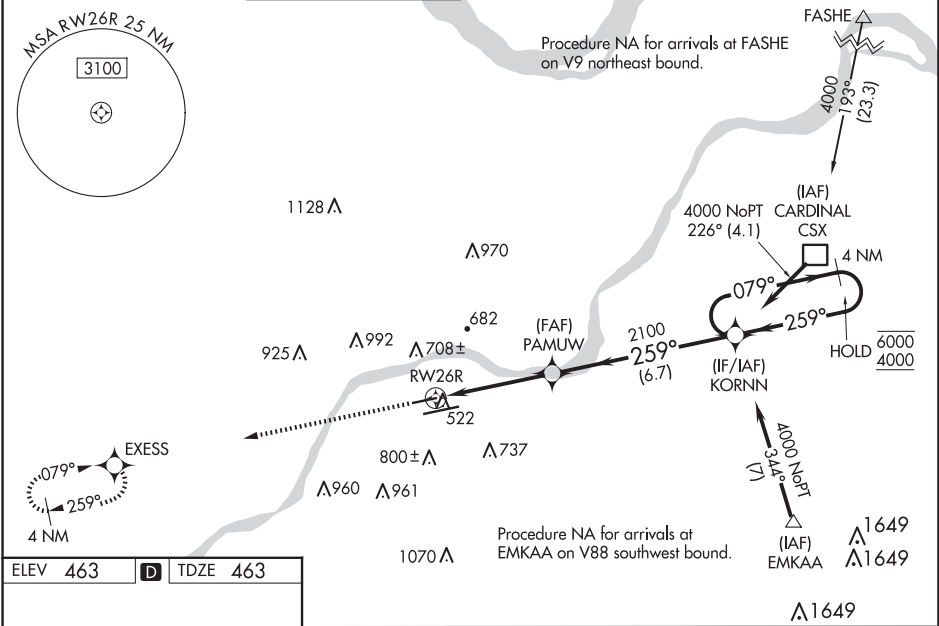 MSA RW26R 25 NM
3100
Procedure NA for arrivals at FASHE
on V9 northeast bound.
FASHE
4000
193°
(23.3)
1128
970
4000 NoPT
226° (4.1)
(IAF)
CARDINAL
CSX
4 NM
079°
259°
HOLD
6000
4000
682
925
992
708±
(FAF)
PAMUW
2100
259°
(6.7)
(IF/IAF)
KORNN
RW26R
522
EXESS
079°
259°
4 NM
800±
737
960
961
4000 NoPT
344°
(7)
1070
Procedure NA for arrivals at
EMKAA on V88 southwest bound.
(IAF)
EMKAA
1649
1649
1649
ELEV 463 D TDZE 463